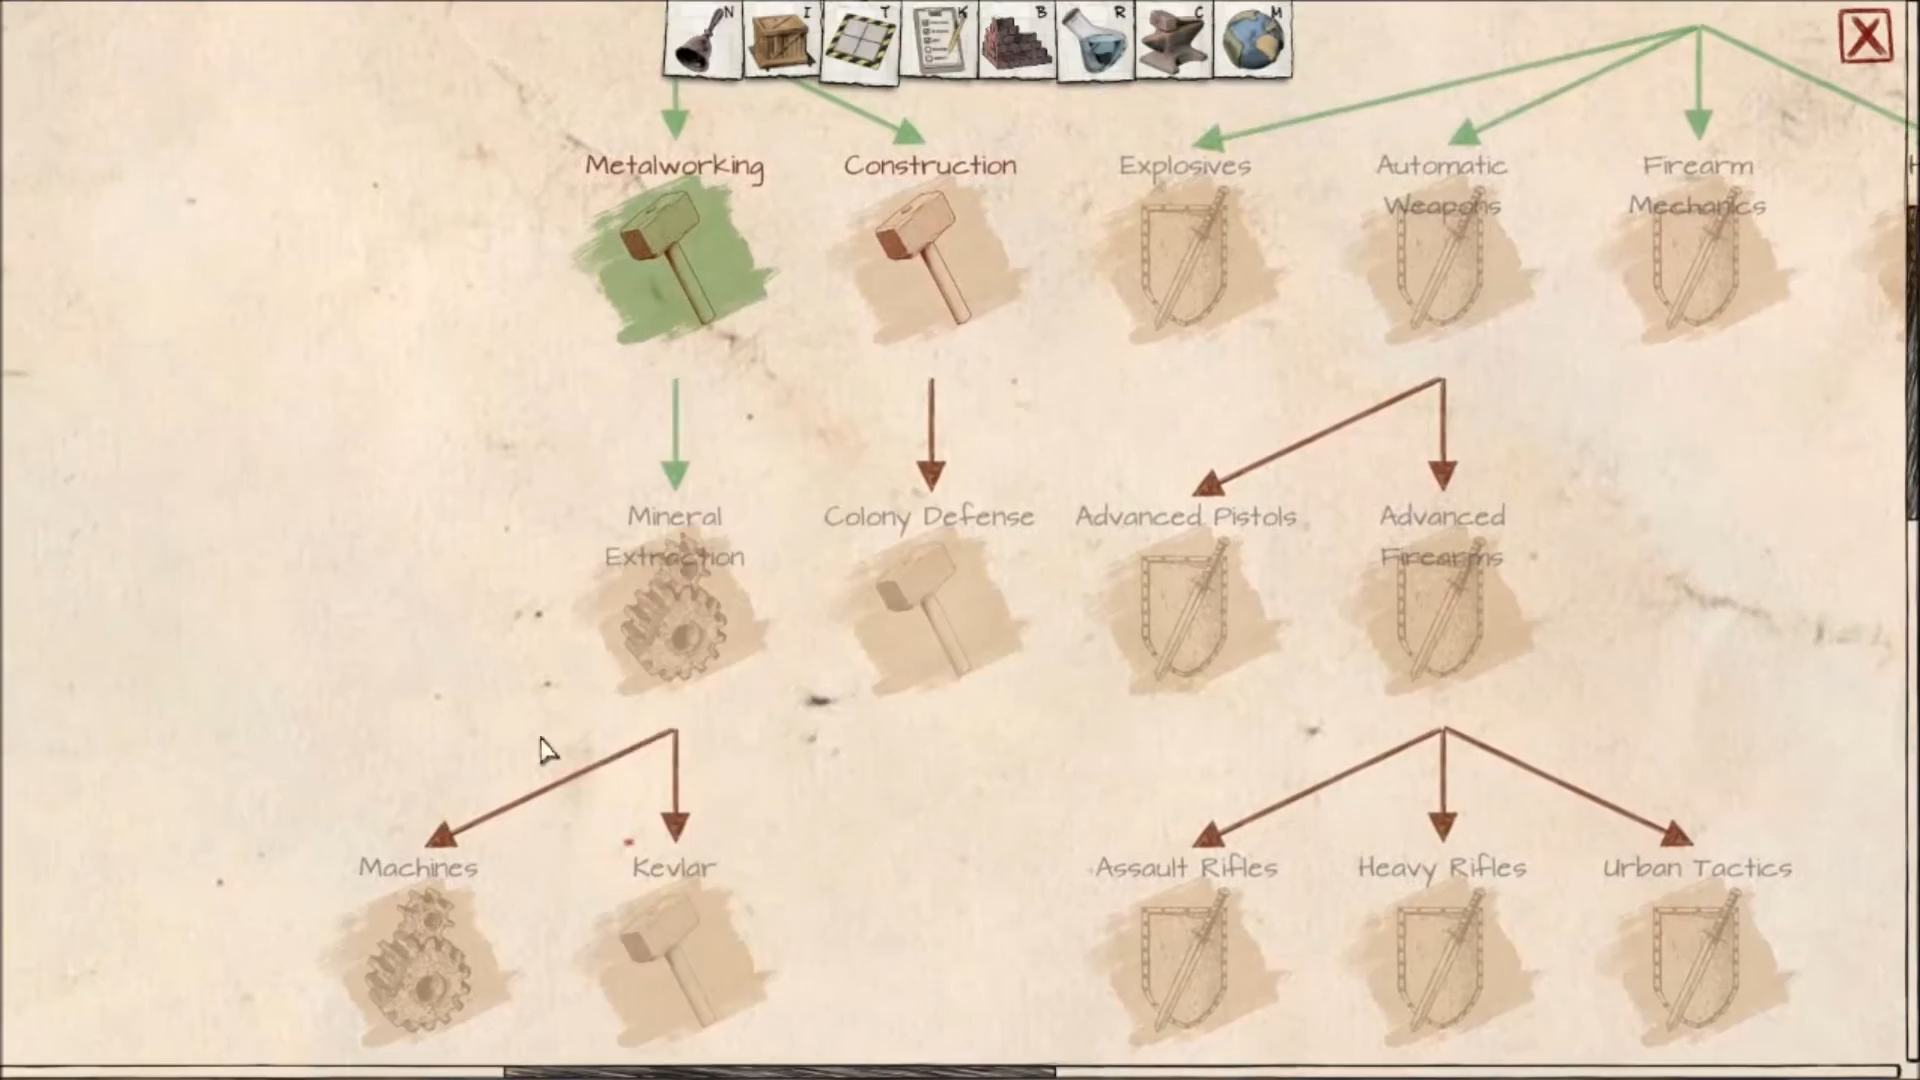 N I T K B R C M
Metalworking Construction Explosives Automatic Firearm
Weapons Mechanics
Mineral Colony Defense Advanced Pistols Advanced
Extraction Firearms
Machines Kevlar Assault Rifles Heavy Rifles Urban Tactics